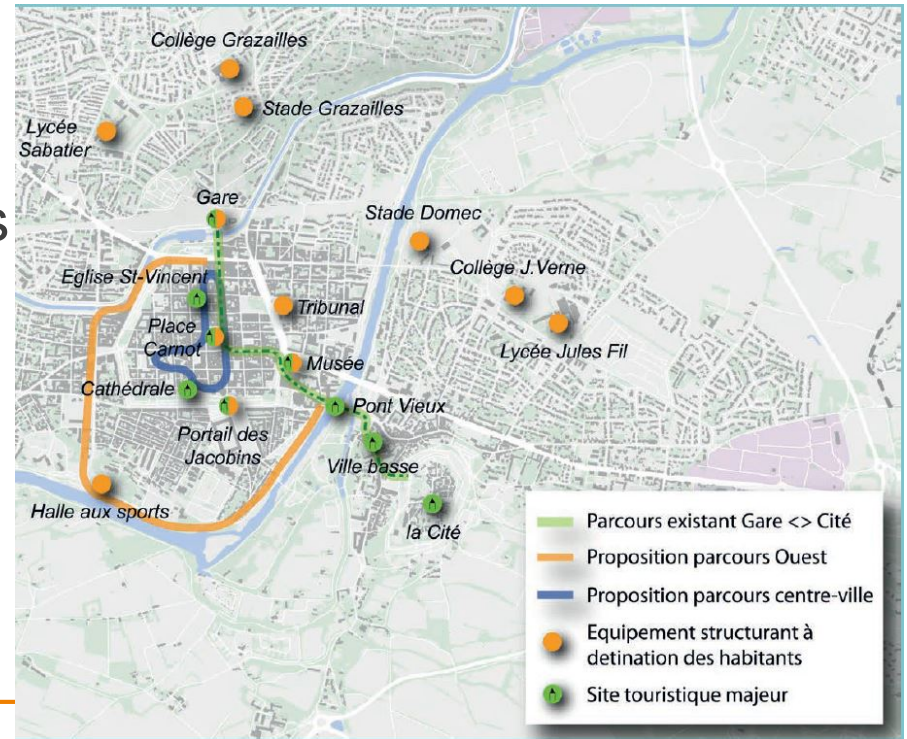 Collège Grazailles
Stade Grazailles
Lycée
Sabatier
Gare
S
Stade Domec
Collège J.Verne
Eglise St-Vincent
Tribunal
Place
Carnot
Lycée Jules Fil
Musée
Cathédrale
Pont Vieux
Portail des
Jacobins
Ville basse
Halle aux sports
la Cité
Parcours existant Gare <> Cité
Proposition parcours Ouest
Proposition parcours centre-ville
Equipement structurant à
detination des habitants
Site touristique majeur